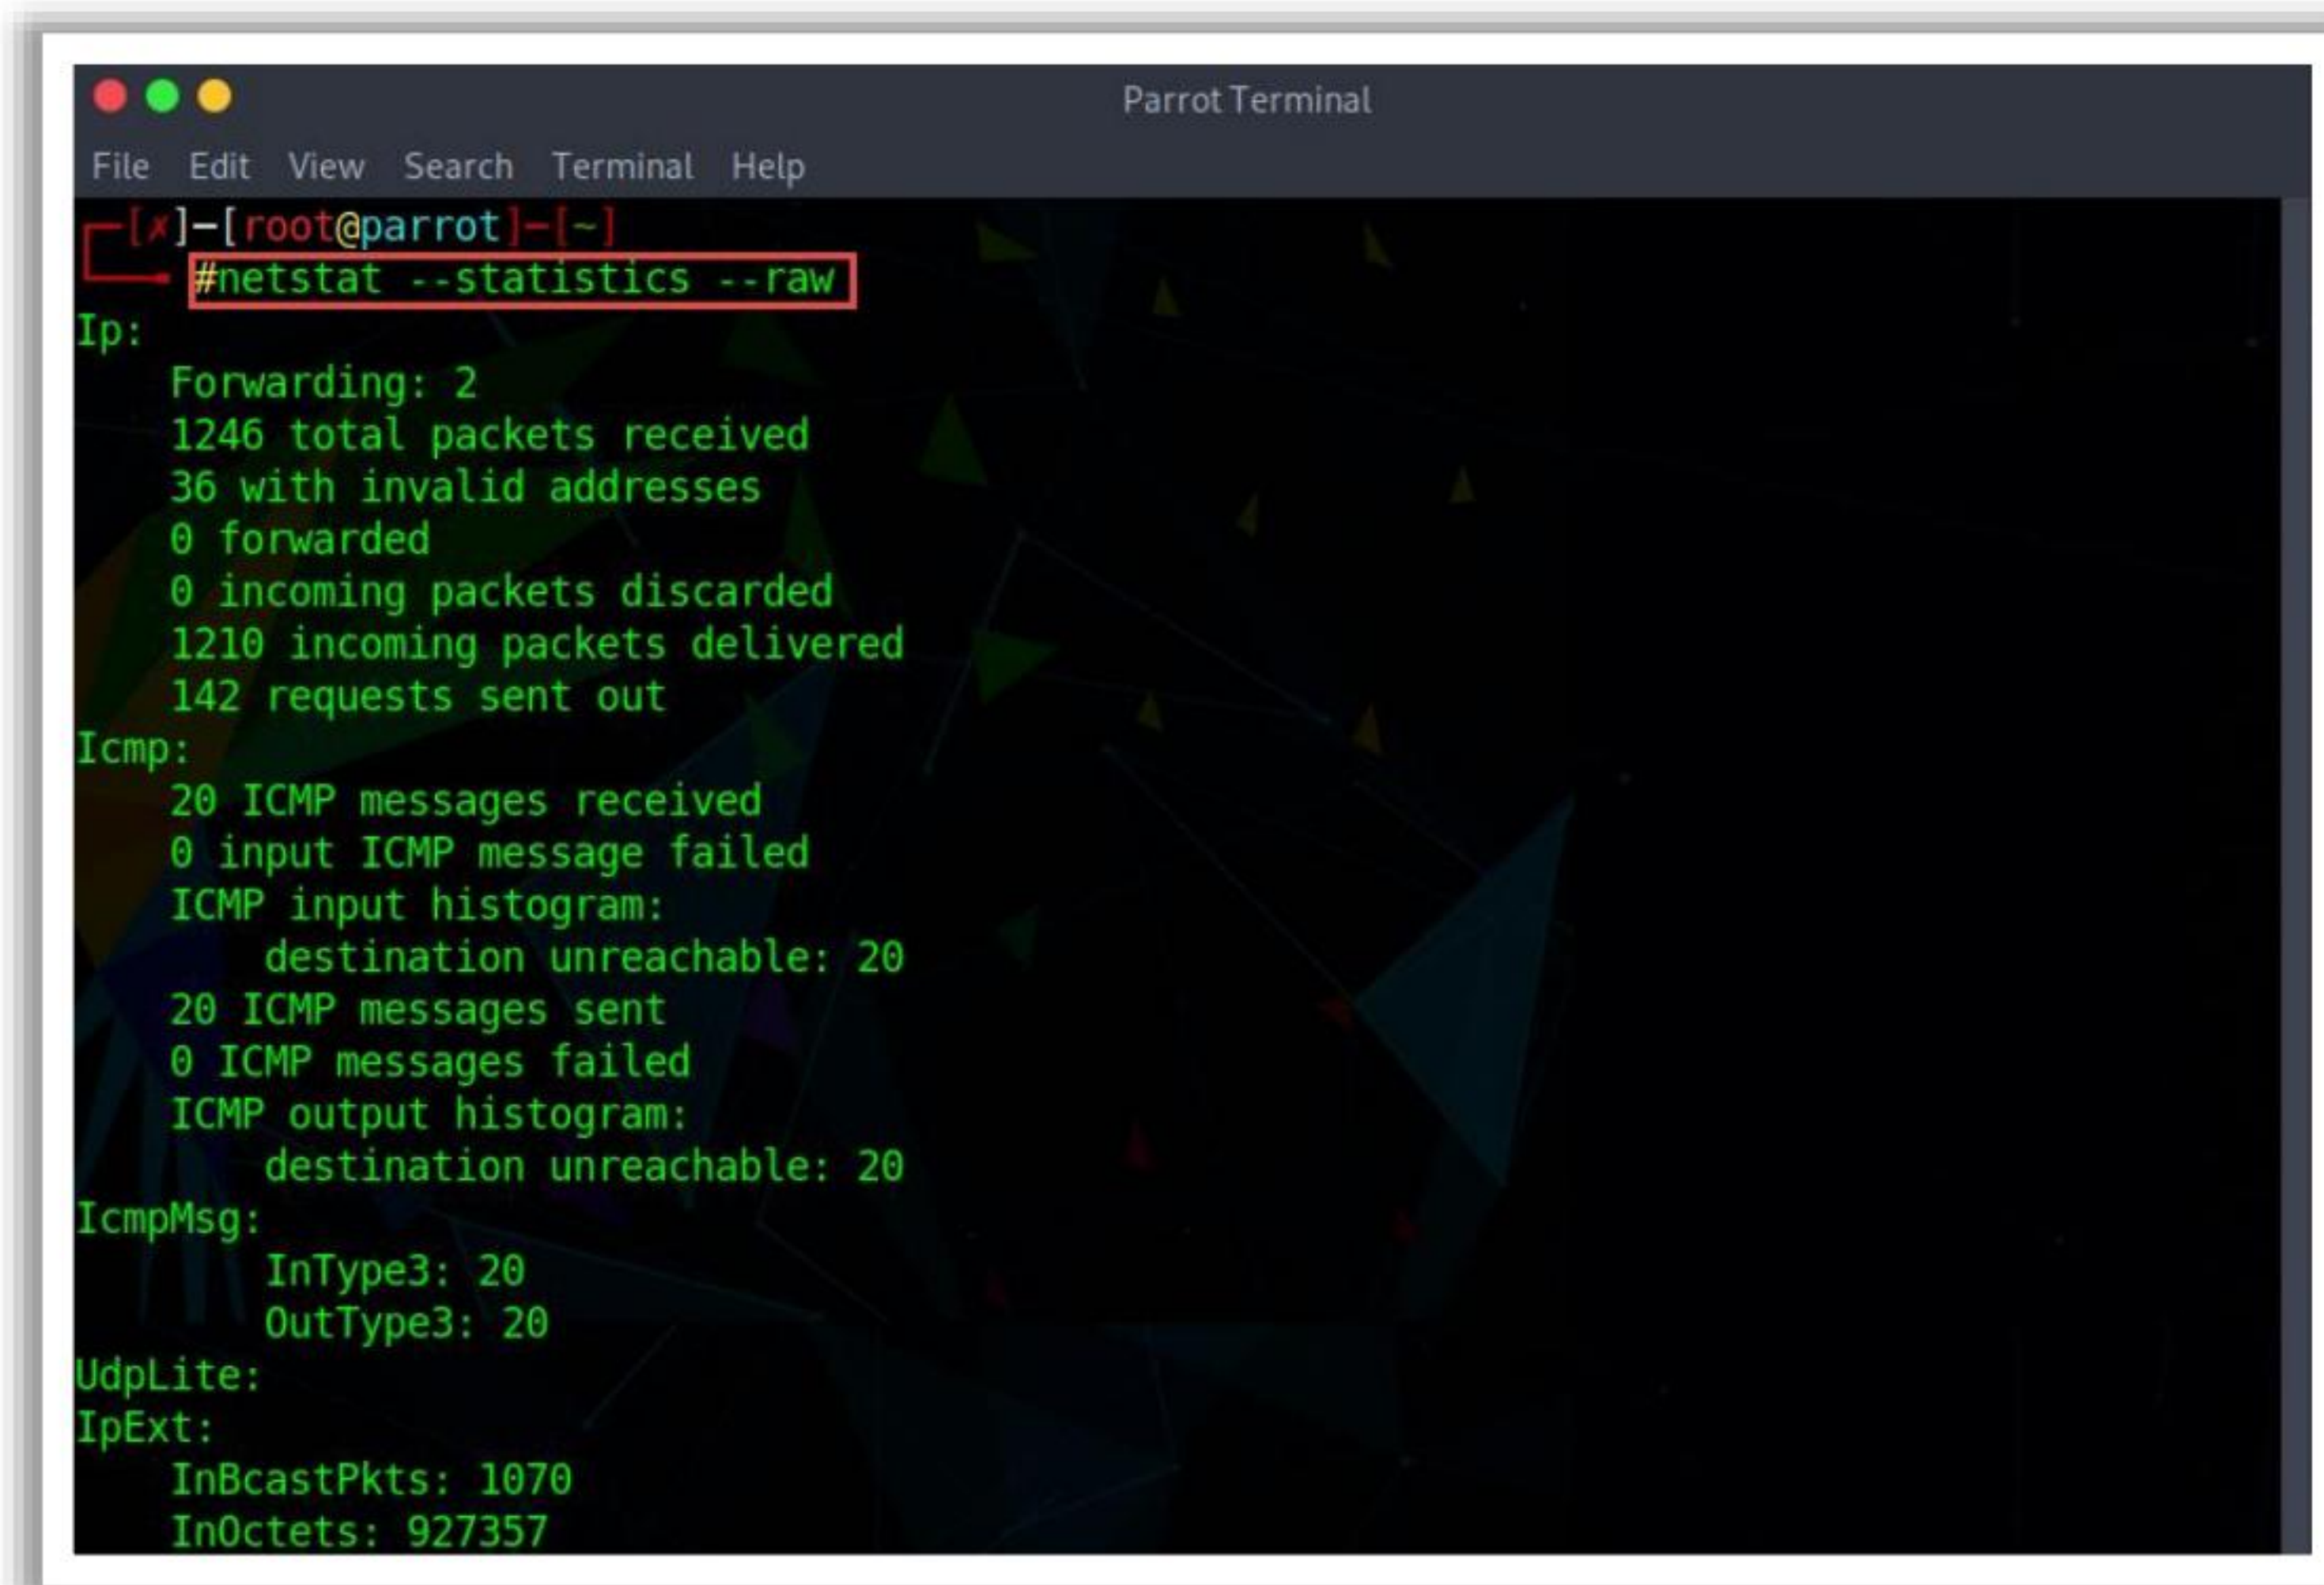 Parrot Terminal
File Edit View Search Terminal Help
[✗]-[root@parrot]-[~]
#netstat --statistics --raw
Ip:
Forwarding: 2
1246 total packets received
36 with invalid addresses
0 forwarded
0 incoming packets discarded
1210 incoming packets delivered
142 requests sent out
Icmp:
20 ICMP messages received
0 input ICMP message failed
ICMP input histogram:
destination unreachable: 20
20 ICMP messages sent
0 ICMP messages failed
ICMP output histogram:
destination unreachable: 20
IcmpMsg:
InType3: 20
OutType3: 20
UdpLite:
IpExt:
InBcastPkts: 1070
InOctets: 927357